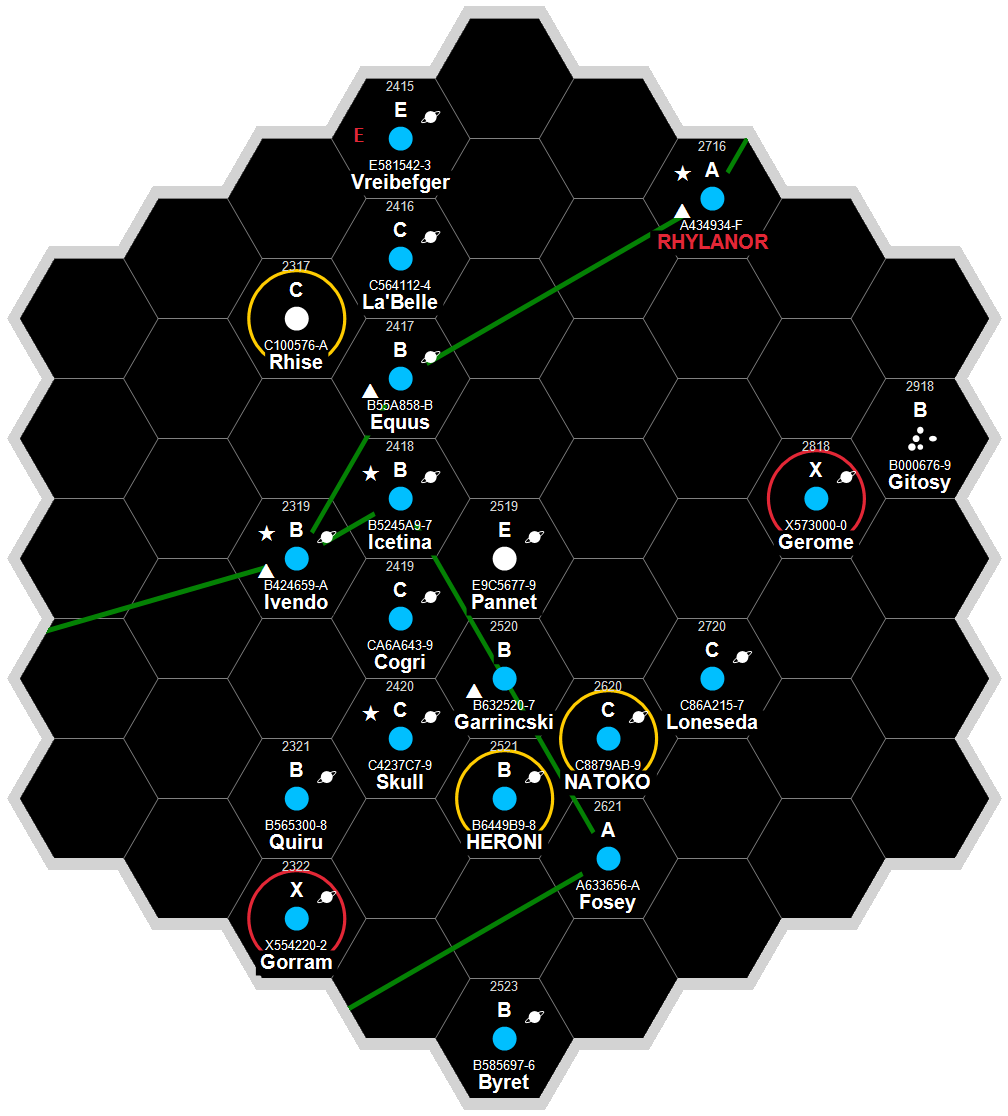 2415
E
E
E581542-3
Vreibefger
2716
A
A434934-F
RHYLANOR
2416
C
C564112-4
La'Belle
2317
C
C100576-A
Rhise
2417
B
B55A858-B
Equus
2918
B
B000676-9
Gitosy
2418
B
B5245A9-7
Icetina
2818
X
X573000-0
Gerome
2319
B
B424659-A
Ivendo
2519
E
E9C5677-9
Pannet
2419
C
CA6A643-9
Cogri
2520
B
B632520-7
Garrincski
2720
C
C86A215-7
Loneseda
2420
C
C4237C7-9
Skull
2620
C
C8879AB-9
NATOKO
2321
B
B565300-8
Quiru
2521
B
B6449B9-8
HERONI
2621
A
A633656-A
Fosey
2322
X
X554220-2
Gorram
2523
B
B585697-6
Byret